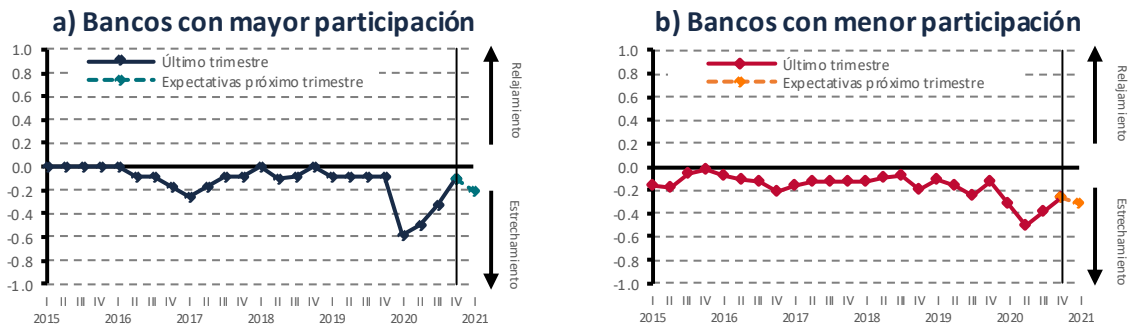 a) Bancos con mayor participación
1.0
0.8
0.6
0.4
0.2
0.0
-0.2
-0.4
-0.6
-0.8
-1.0
Último trimestre
Expectativas próximo trimestre
Relajamiento
Estrechamiento
I II III IV I II III IV I II III IV I II III IV I II III IV I II III IV I
2015 2016 2017 2018 2019 2020 2021
b) Bancos con menor participación
1.0
0.8
0.6
0.4
0.2
0.0
-0.2
-0.4
-0.6
-0.8
-1.0
Último trimestre
Expectativas próximo trimestre
Relajamiento
Estrechamiento
I II III IV I II III IV I II III IV I II III IV I II III IV I II III IV I
2015 2016 2017 2018 2019 2020 2021